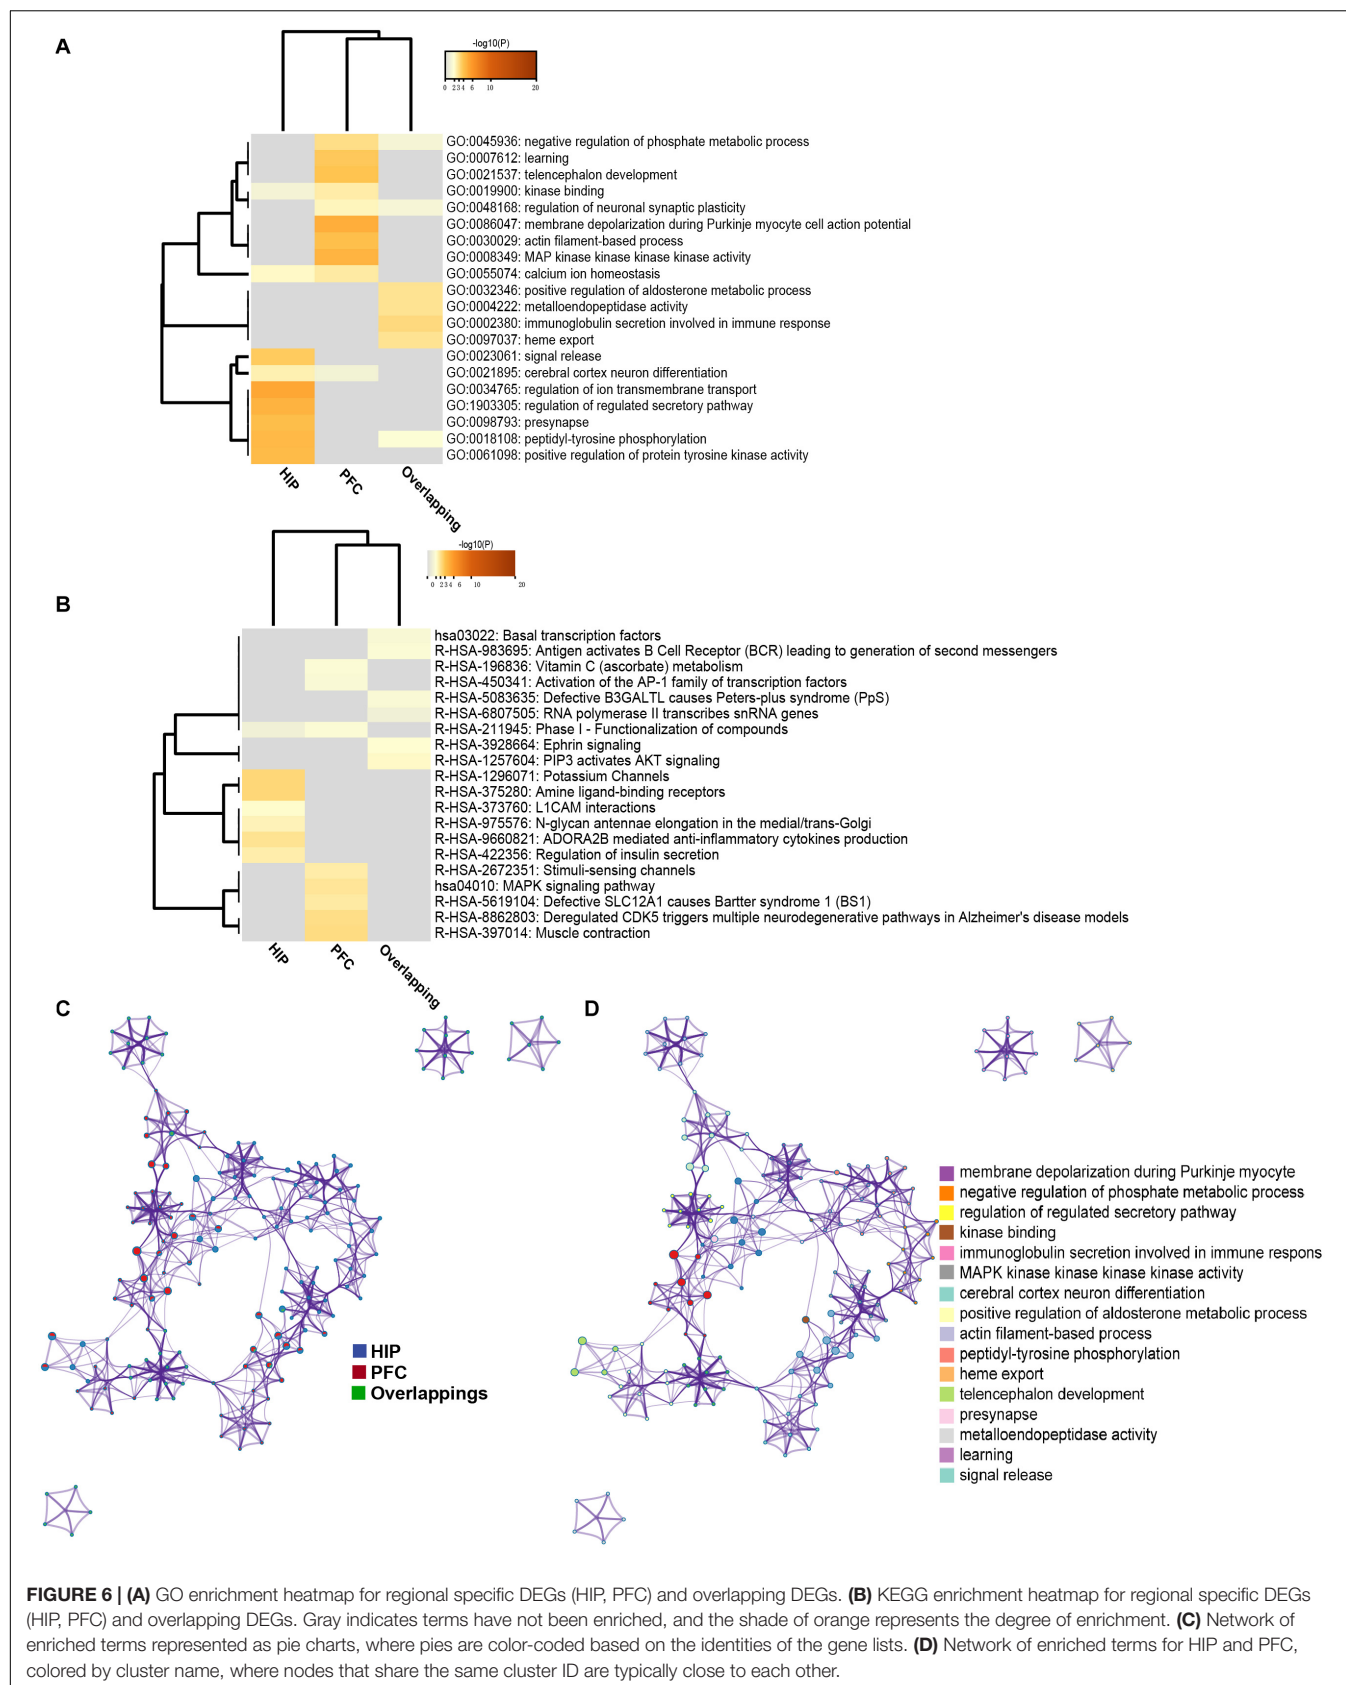 A
-log10(P)
0 2 3 4 6 10 20
GO:0045936: negative regulation of phosphate metabolic process
GO:0007612: learning
GO:0021537: telencephalon development
GO:0019900: kinase binding
GO:0048168: regulation of neuronal synaptic plasticity
GO:0086047: membrane depolarization during Purkinje myocyte cell action potential
GO:0030029: actin filament-based process
GO:0008349: MAP kinase kinase kinase kinase activity
GO:0055074: calcium ion homeostasis
GO:0032346: positive regulation of aldosterone metabolic process
GO:0004222: metalloendopeptidase activity
GO:0002380: immunoglobulin secretion involved in immune response
GO:0097037: heme export
GO:0023061: signal release
GO:0021895: cerebral cortex neuron differentiation
GO:0034765: regulation of ion transmembrane transport
GO:1903305: regulation of regulated secretory pathway
GO:0098793: presynapse
GO:0018108: peptidyl-tyrosine phosphorylation
GO:0061098: positive regulation of protein tyrosine kinase activity
HIP PFC Overlapping
B
-log10(P)
0 2 3 4 6 10 20
hsa03022: Basal transcription factors
R-HSA-983695: Antigen activates B Cell Receptor (BCR) leading to generation of second messengers
R-HSA-196836: Vitamin C (ascorbate) metabolism
R-HSA-450341: Activation of the AP-1 family of transcription factors
R-HSA-5083635: Defective B3GALTL causes Peters-plus syndrome (PpS)
R-HSA-6807505: RNA polymerase II transcribes snRNA genes
R-HSA-211945: Phase I - Functionalization of compounds
R-HSA-3928664: Ephrin signaling
R-HSA-1257604: PIP3 activates AKT signaling
R-HSA-1296071: Potassium Channels
R-HSA-375280: Amine ligand-binding receptors
R-HSA-373760: L1CAM interactions
R-HSA-975576: N-glycan antennae elongation in the medial/trans-Golgi
R-HSA-9660821: ADORA2B mediated anti-inflammatory cytokines production
R-HSA-422356: Regulation of insulin secretion
R-HSA-2672351: Stimuli-sensing channels
hsa04010: MAPK signaling pathway
R-HSA-5619104: Defective SLC12A1 causes Bartter syndrome 1 (BS1)
R-HSA-8862803: Deregulated CDK5 triggers multiple neurodegenerative pathways in Alzheimer's disease models
R-HSA-397014: Muscle contraction
HIP PFC Overlapping
C
HIP
PFC
Overlappings
D
membrane depolarization during Purkinje myocyte
negative regulation of phosphate metabolic process
regulation of regulated secretory pathway
kinase binding
immunoglobulin secretion involved in immune respons
MAPK kinase kinase kinase kinase activity
cerebral cortex neuron differentiation
positive regulation of aldosterone metabolic process
actin filament-based process
peptidyl-tyrosine phosphorylation
heme export
telencephalon development
presynapse
metalloendopeptidase activity
learning
signal release
FIGURE 6 | (A) GO enrichment heatmap for regional specific DEGs (HIP, PFC) and overlapping DEGs. (B) KEGG enrichment heatmap for regional specific DEGs
(HIP, PFC) and overlapping DEGs. Gray indicates terms have not been enriched, and the shade of orange represents the degree of enrichment. (C) Network of
enriched terms represented as pie charts, where pies are color-coded based on the identities of the gene lists. (D) Network of enriched terms for HIP and PFC,
colored by cluster name, where nodes that share the same cluster ID are typically close to each other.